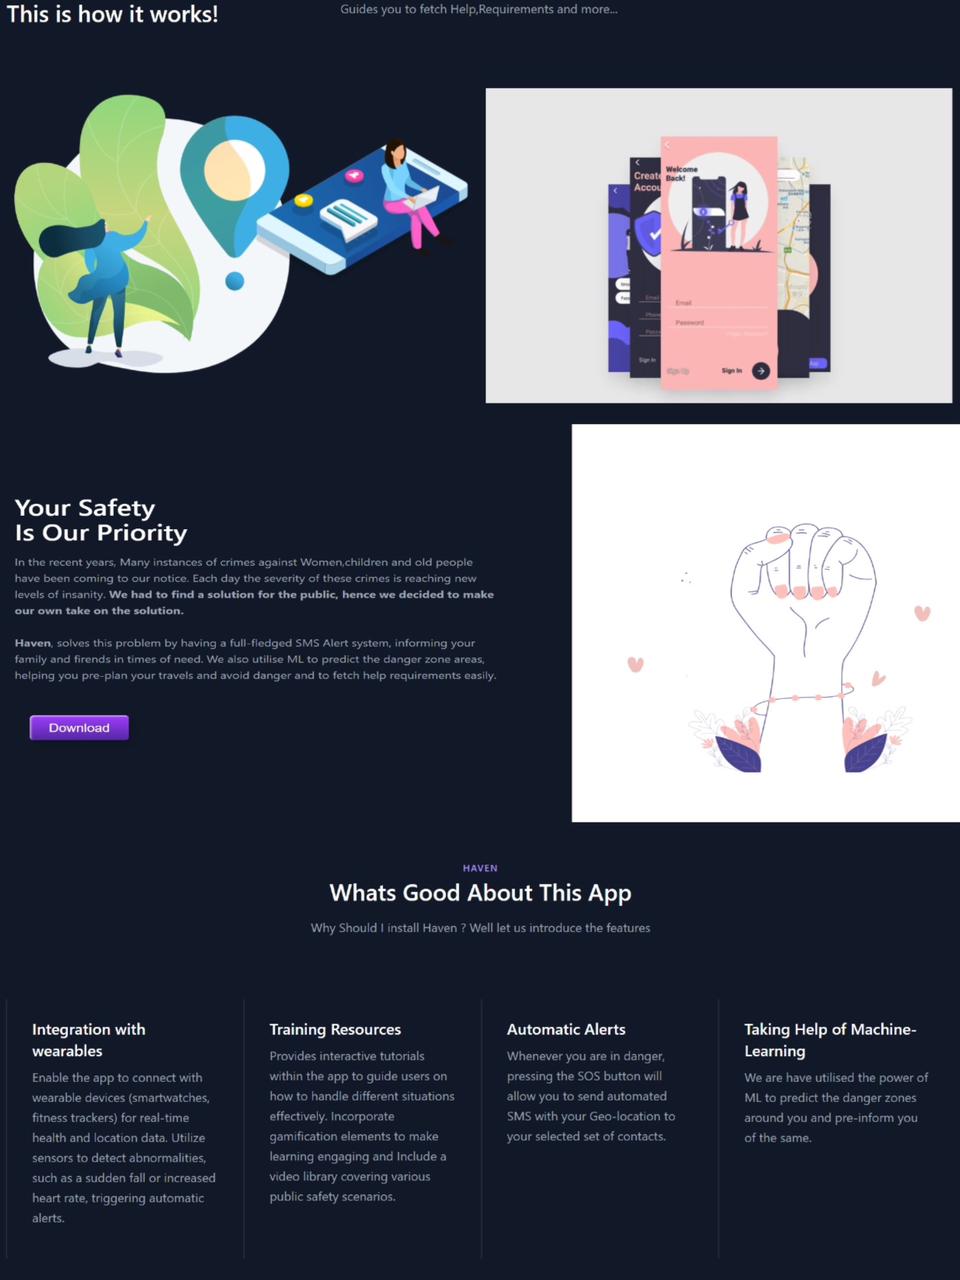 This is how it works!
Guides you to fetch Help,Requirements and more...
Welcome
Back!
Create
Accou
Email
Password
Sign In
Sign Up
Sign In
Your Safety
Is Our Priority
In the recent years, Many instances of crimes against Women,children and old people
have been coming to our notice. Each day the severity of these crimes is reaching new
levels of insanity. We had to find a solution for the public, hence we decided to make
our own take on the solution.
Haven, solves this problem by having a full-fledged SMS Alert system, informing your
family and firends in times of need. We also utilise ML to predict the danger zone areas,
helping you pre-plan your travels and avoid danger and to fetch help requirements easily.
Download
HAVEN
Whats Good About This App
Why Should I install Haven ? Well let us introduce the features
Integration with
wearables
Enable the app to connect with
wearable devices (smartwatches,
fitness trackers) for real-time
health and location data. Utilize
sensors to detect abnormalities,
such as a sudden fall or increased
heart rate, triggering automatic
alerts.
Training Resources
Provides interactive tutorials
within the app to guide users on
how to handle different situations
effectively. Incorporate
gamification elements to make
learning engaging and Include a
video library covering various
public safety scenarios.
Automatic Alerts
Whenever you are in danger,
pressing the SOS button will
allow you to send automated
SMS with your Geo-location to
your selected set of contacts.
Taking Help of Machine-
Learning
We are have utilised the power of
ML to predict the danger zones
around you and pre-inform you
of the same.